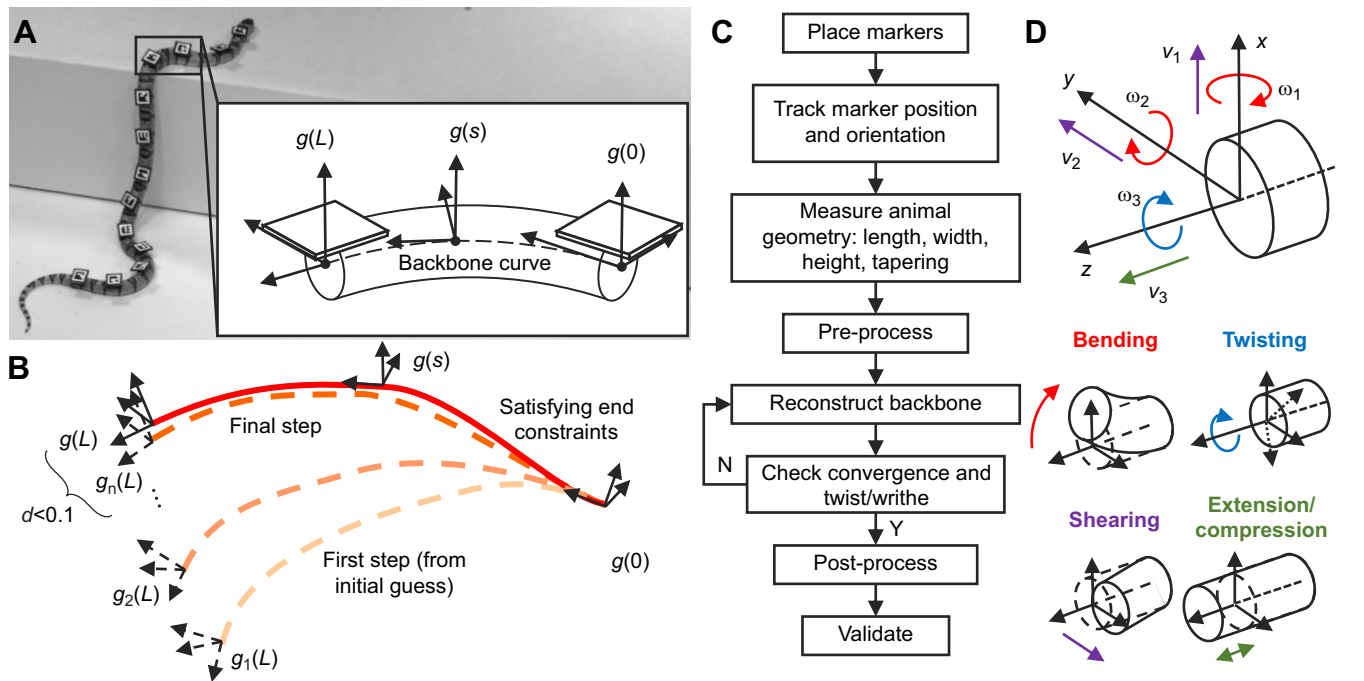 A
g(L)
g(s)
g(0)
Backbone curve
B
g(s)
Final step
Satisfying end
constraints
g(L)
gn(L)
...
d<0.1
g2(L)
First step (from
initial guess)
g(0)
g1(L)
C
Place markers
Track marker position
and orientation
Measure animal
geometry: length, width,
height, tapering
Pre-process
Reconstruct backbone
N
Check convergence and
twist/writhe
Y
Post-process
Validate
D
x
v1
ω1
y
ω2
v2
ω3
z
v3
Bending
Twisting
Shearing
Extension/
compression